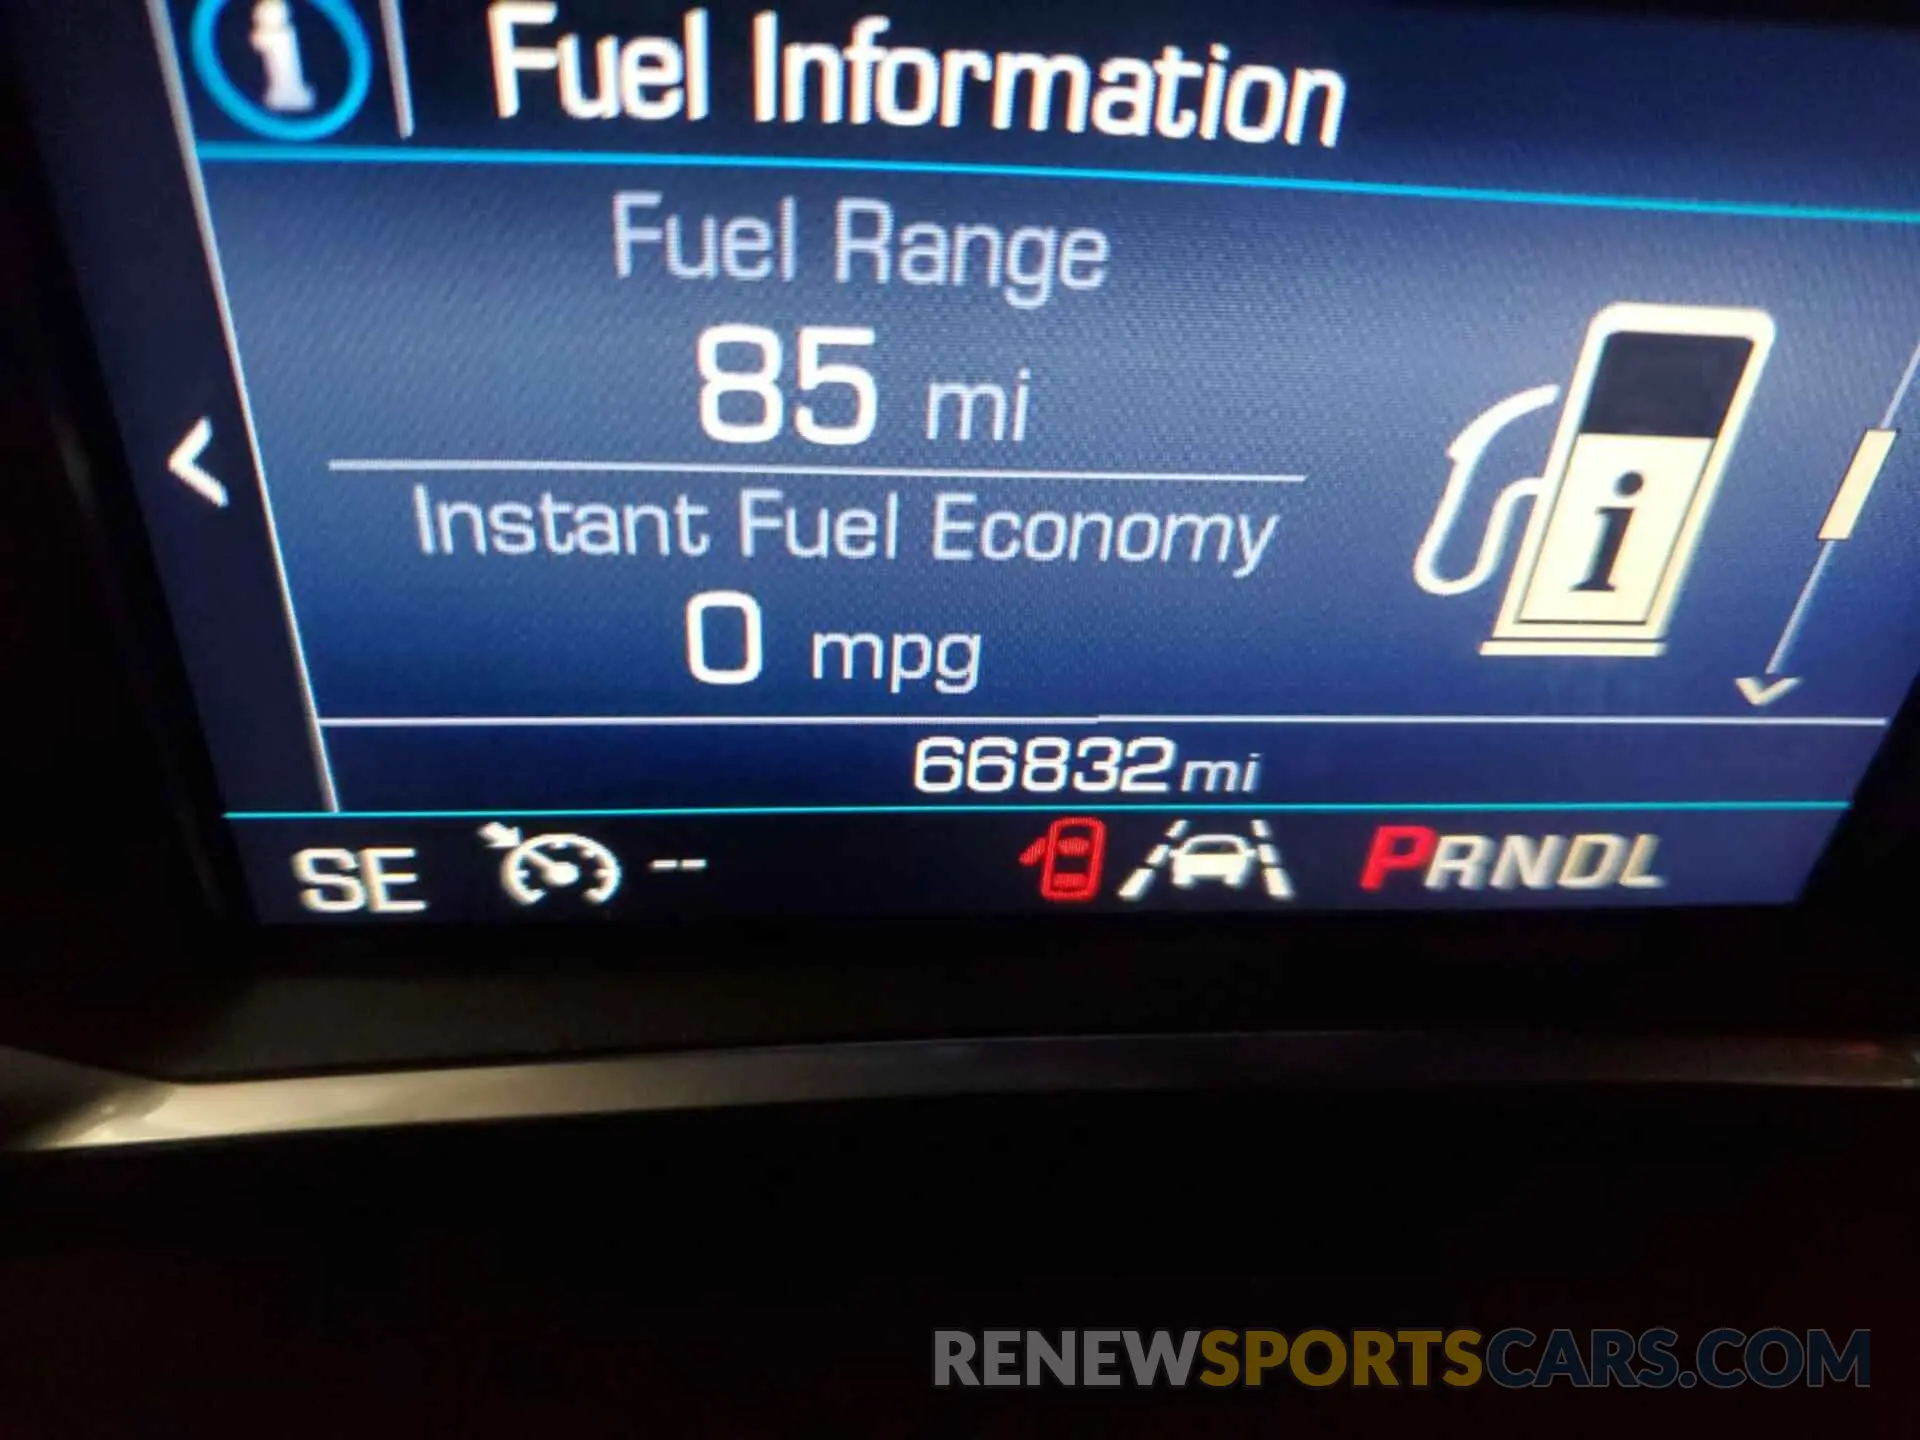 i Fuel Information
Fuel Range
85 mi
Instant Fuel Economy
0 mpg
i
66832 mi
SE -- PRNDL
RENEWSPORTSCARS.COM